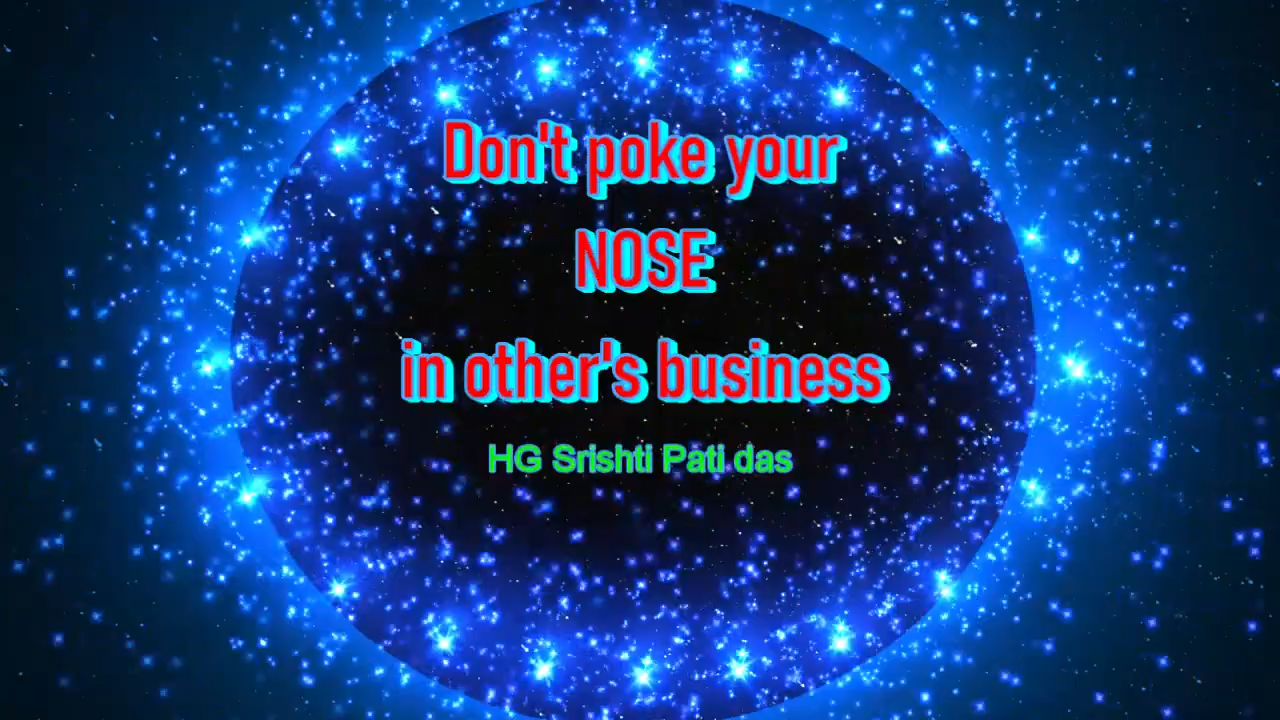 Don't poke your
NOSE
in other's business
HG Srishti Pati das